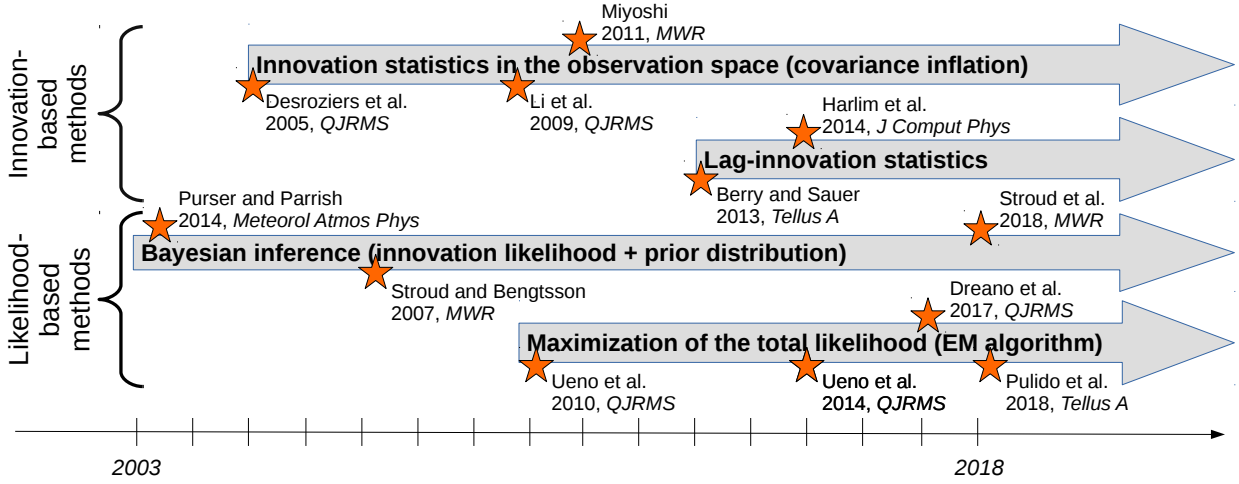 Innovation-
based
methods
Miyoshi
2011, MWR
Innovation statistics in the observation space (covariance inflation)
Desroziers et al.
2005, QJRMS
Li et al.
2009, QJRMS
Harlim et al.
2014, J Comput Phys
Lag-innovation statistics
Berry and Sauer
2013, Tellus A
Likelihood-
based
methods
Purser and Parrish
2014, Meteorol Atmos Phys
Stroud et al.
2018, MWR
Bayesian inference (innovation likelihood + prior distribution)
Stroud and Bengtsson
2007, MWR
Dreano et al.
2017, QJRMS
Maximization of the total likelihood (EM algorithm)
Ueno et al.
2010, QJRMS
Ueno et al.
2014, QJRMS
Pulido et al.
2018, Tellus A
2003
2018